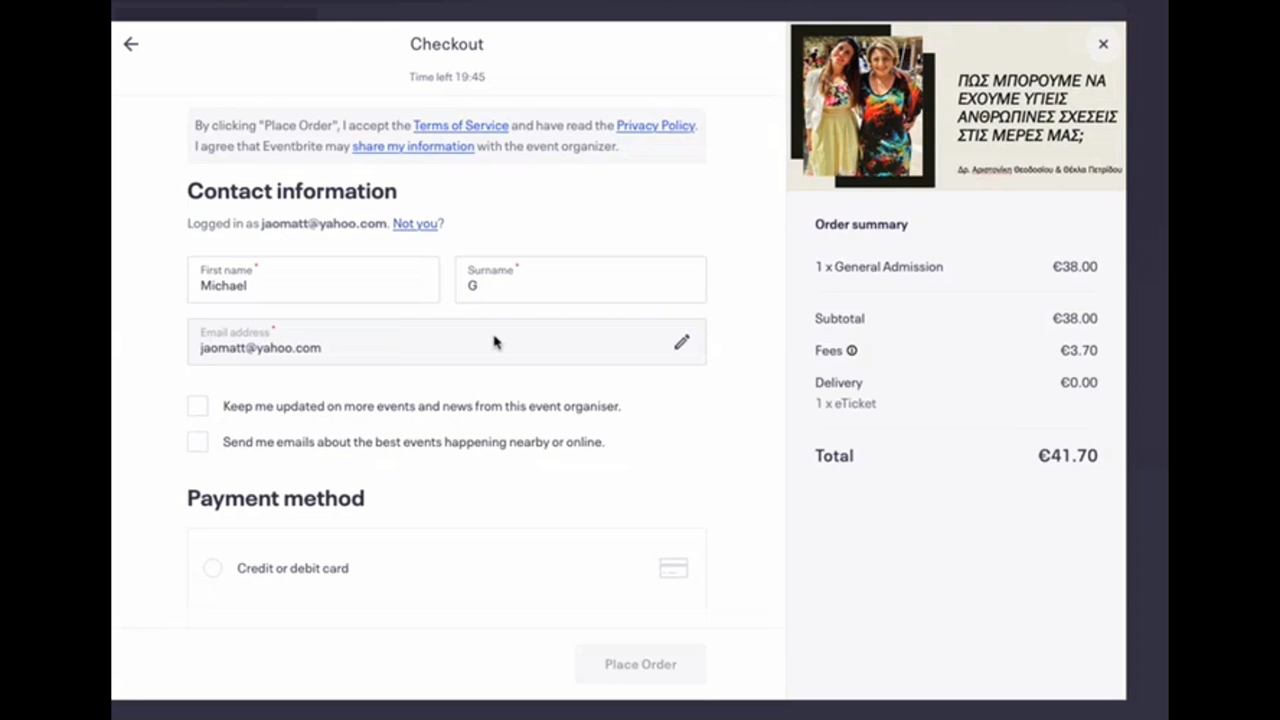 Checkout
Time left 19:45
By clicking "Place Order", I accept the Terms of Service and have read the Privacy Policy.
I agree that Eventbrite may share my information with the event organizer.
Contact information
Logged in as jaomatt@yahoo.com. Not you?
First name *
Michael
Surname *
G
Email address *
jaomatt@yahoo.com
Keep me updated on more events and news from this event organiser.
Send me emails about the best events happening nearby or online.
Payment method
Credit or debit card
Place Order
ΠΩΣ ΜΠΟΡΟΥΜΕ ΝΑ
ΕΧΟΥΜΕ ΥΓΙΕΙΣ
ΑΝΘΡΩΠΙΝΕΣ ΣΧΕΣΕΙΣ
ΣΤΙΣ ΜΕΡΕΣ ΜΑΣ;
Δρ. Αριστονίκη Θεοδοσίου & Θέκλα Πετρίδου
Order summary
1 x General Admission €38.00
Subtotal €38.00
Fees €3.70
Delivery €0.00
1 x eTicket
Total €41.70